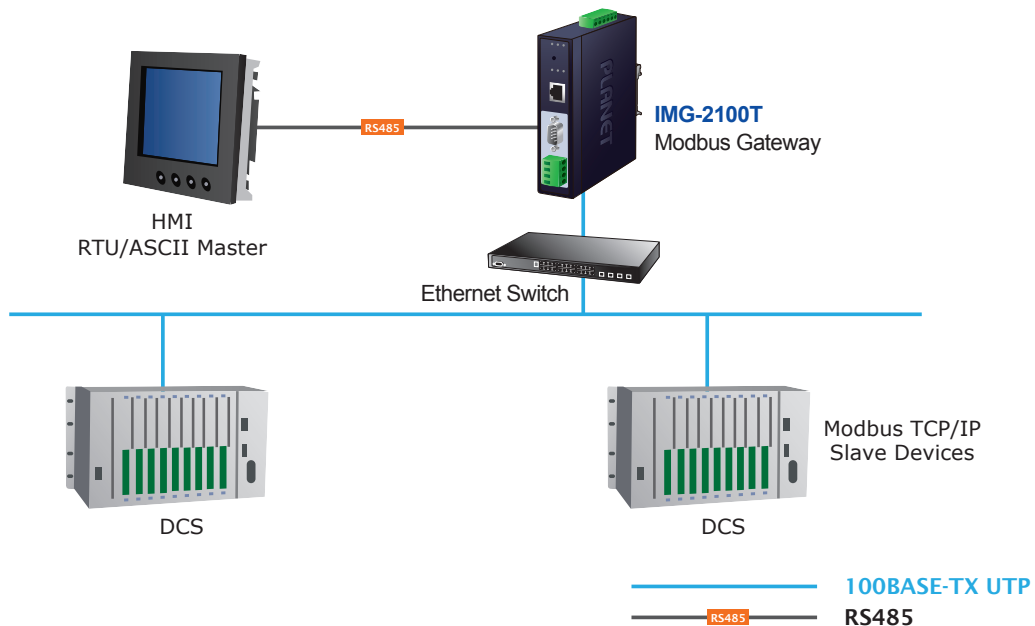 PLANET
IMG-2100T
Modbus Gateway
RS485
HMI
RTU/ASCII Master
Ethernet Switch
Modbus TCP/IP
Slave Devices
DCS
DCS
100BASE-TX UTP
RS485
RS485